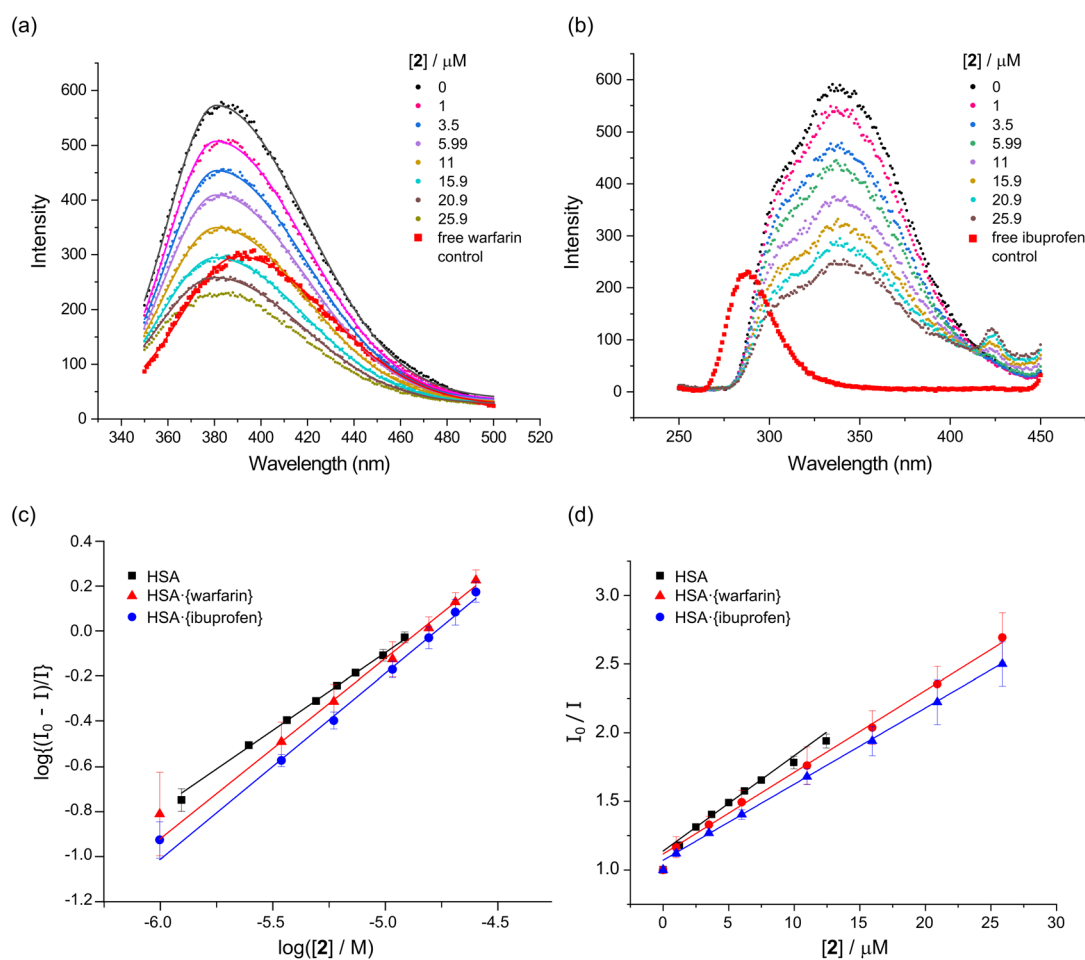 (a)
[2] / μM
0
1
3.5
5.99
11
15.9
20.9
25.9
free warfarin
control
600
500
400
300
200
100
0
Intensity
340 360 380 400 420 440 460 480 500 520
Wavelength (nm)
(b)
[2] / μM
0
1
3.5
5.99
11
15.9
20.9
25.9
free ibuprofen
control
600
500
400
300
200
100
0
Intensity
250 300 350 400 450
Wavelength (nm)
(c)
HSA
HSA·{warfarin}
HSA·{ibuprofen}
0.4
0.2
0.0
-0.2
-0.4
-0.6
-0.8
-1.0
-1.2
log{(I₀ - I)/I}
-6.0 -5.5 -5.0 -4.5
log([2] / M)
(d)
HSA
HSA·{warfarin}
HSA·{ibuprofen}
3.0
2.5
2.0
1.5
1.0
I₀ / I
0 5 10 15 20 25 30
[2] / μM